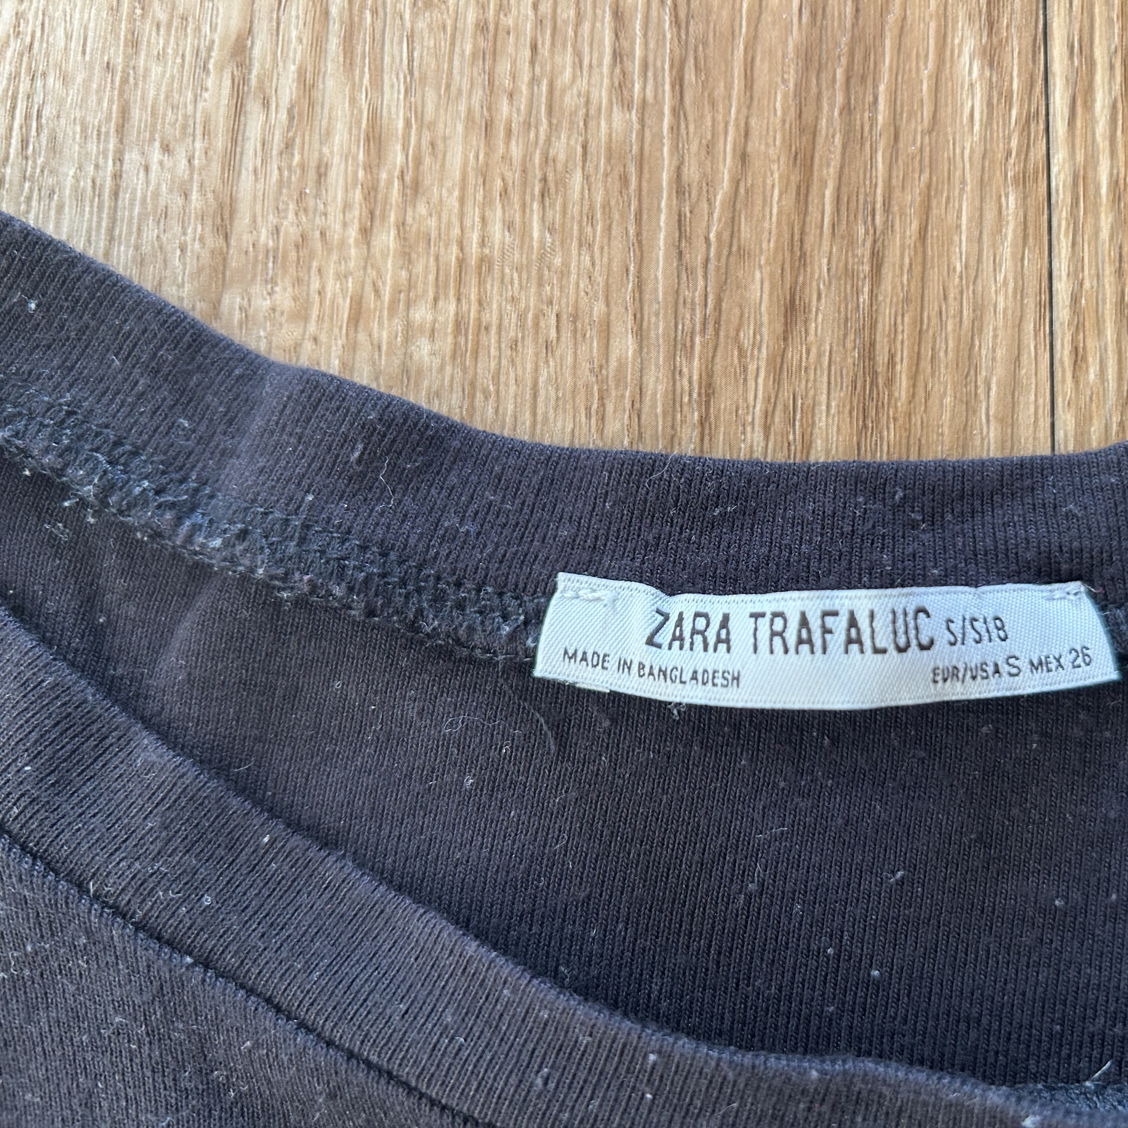 ZARA TRAFALUC S/S18
MADE IN BANGLADESH EUR/USA S MEX 26